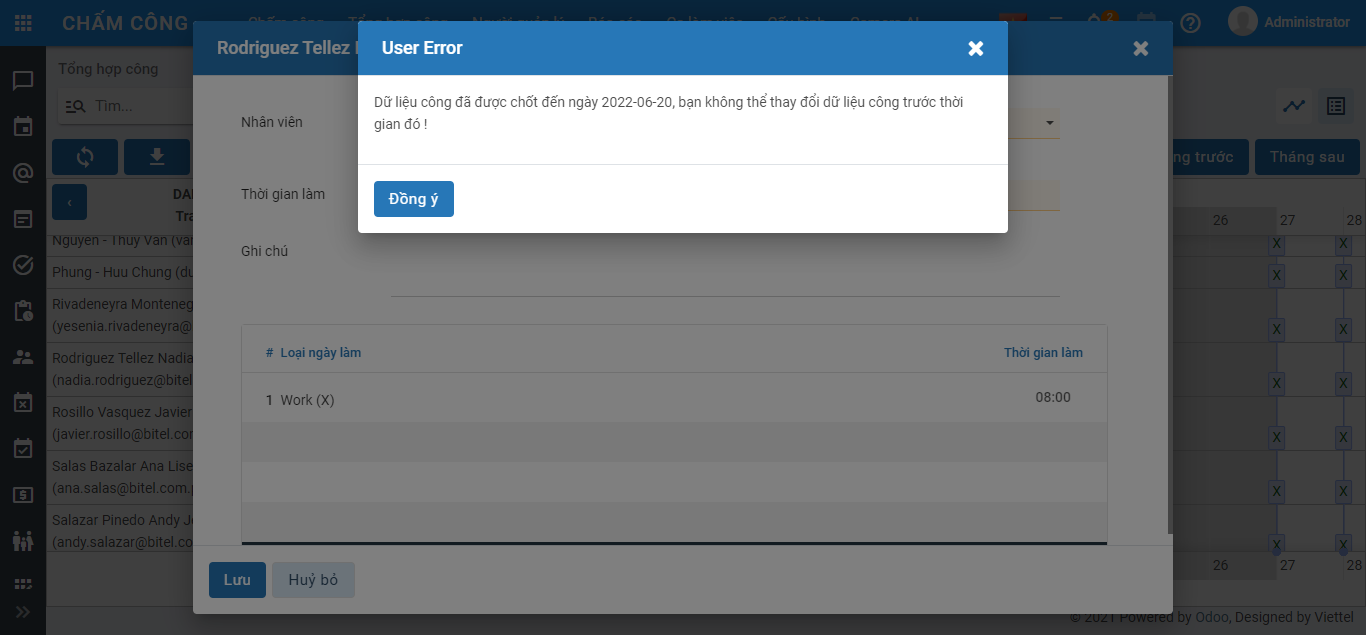 CHẤM CÔNG
Chấm công Tổng hợp công Người quản lý Báo cáo Ca làm việc Cấu hình Camera AI
2
Administrator
Rodriguez Tellez
User Error
Tổng hợp công
Tìm...
Dữ liệu công đã được chốt đến ngày 2022-06-20, bạn không thể thay đổi dữ liệu công trước thời
gian đó !
Nhân viên
ng trước
Tháng sau
Thời gian làm
Đồng ý
Tra
26 27 28
Nguyen - Thuy Van (va
X X
Ghi chú
Phung - Huu Chung (du
X X
Rivadeneyra Monteneg
(yesenia.rivadeneyra@
X X
Rodriguez Tellez Nadia
# Loại ngày làm Thời gian làm
(nadia.rodriguez@bitel
X X
1 Work (X) 08:00
Rosillo Vasquez Javier
(javier.rosillo@bitel.co
X X
Salas Bazalar Ana Lise
(ana.salas@bitel.com.
X X
Salazar Pinedo Andy J
(andy.salazar@bitel.co
X X
26 27 28
Lưu
Huỷ bỏ
© 2021 Powered by Odoo, Designed by Viettel